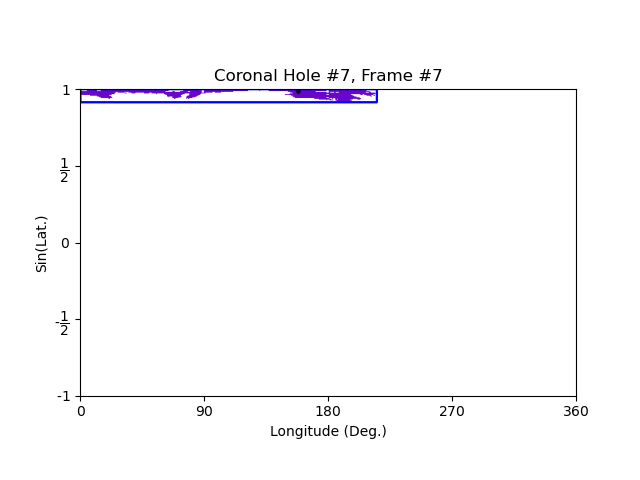 Coronal Hole #7, Frame #7
1
1/2
0
-1/2
-1
Sin(Lat.)
0 90 180 270 360
Longitude (Deg.)